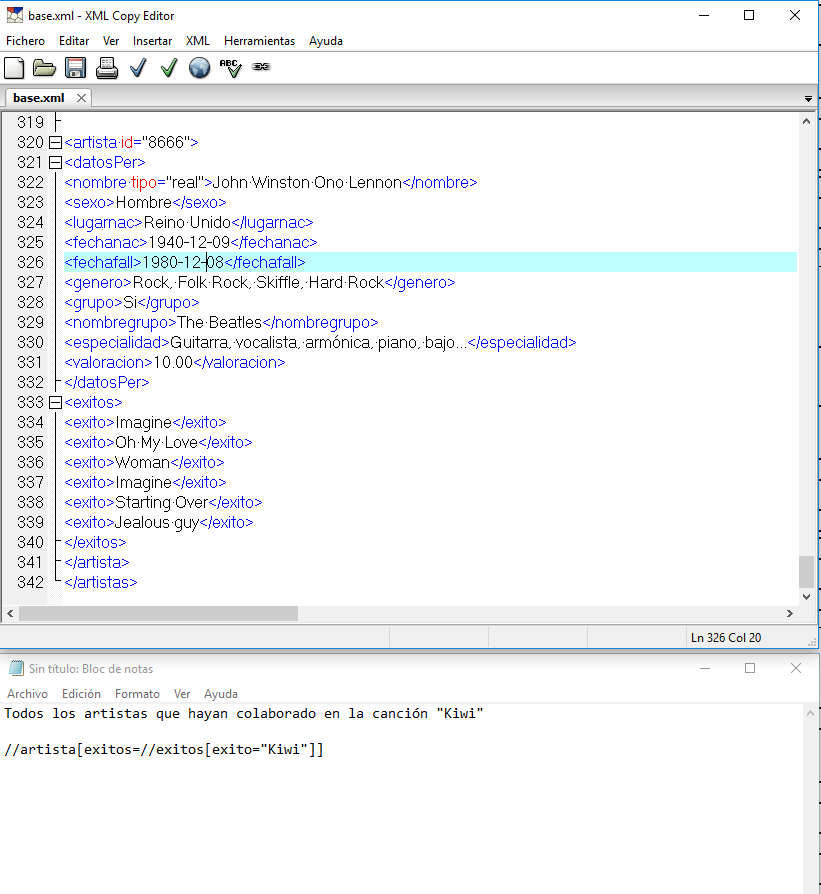 base.xml - XML Copy Editor
Fichero Editar Ver Insertar XML Herramientas Ayuda
ABC
base.xml
319
320 <artista id="8666">
321 <datosPer>
322 <nombre tipo="real">John Winston Ono Lennon</nombre>
323 <sexo>Hombre</sexo>
324 <lugarnac>Reino Unido</lugarnac>
325 <fechanac>1940-12-09</fechanac>
326 <fechafall>1980-12-08</fechafall>
327 <genero>Rock, Folk Rock, Skiffle, Hard Rock</genero>
328 <grupo>Si</grupo>
329 <nombregrupo>The Beatles</nombregrupo>
330 <especialidad>Guitarra, vocalista, armónica, piano, bajo...</especialidad>
331 <valoracion>10.00</valoracion>
332 </datosPer>
333 <exitos>
334 <exito>Imagine</exito>
335 <exito>Oh My Love</exito>
336 <exito>Woman</exito>
337 <exito>Imagine</exito>
338 <exito>Starting Over</exito>
339 <exito>Jealous guy</exito>
340 </exitos>
341 </artista>
342 </artistas>
Ln 326 Col 20
Sin título: Bloc de notas
Archivo Edición Formato Ver Ayuda
Todos los artistas que hayan colaborado en la canción "Kiwi"
//artista[exitos=//exitos[exito="Kiwi"]]